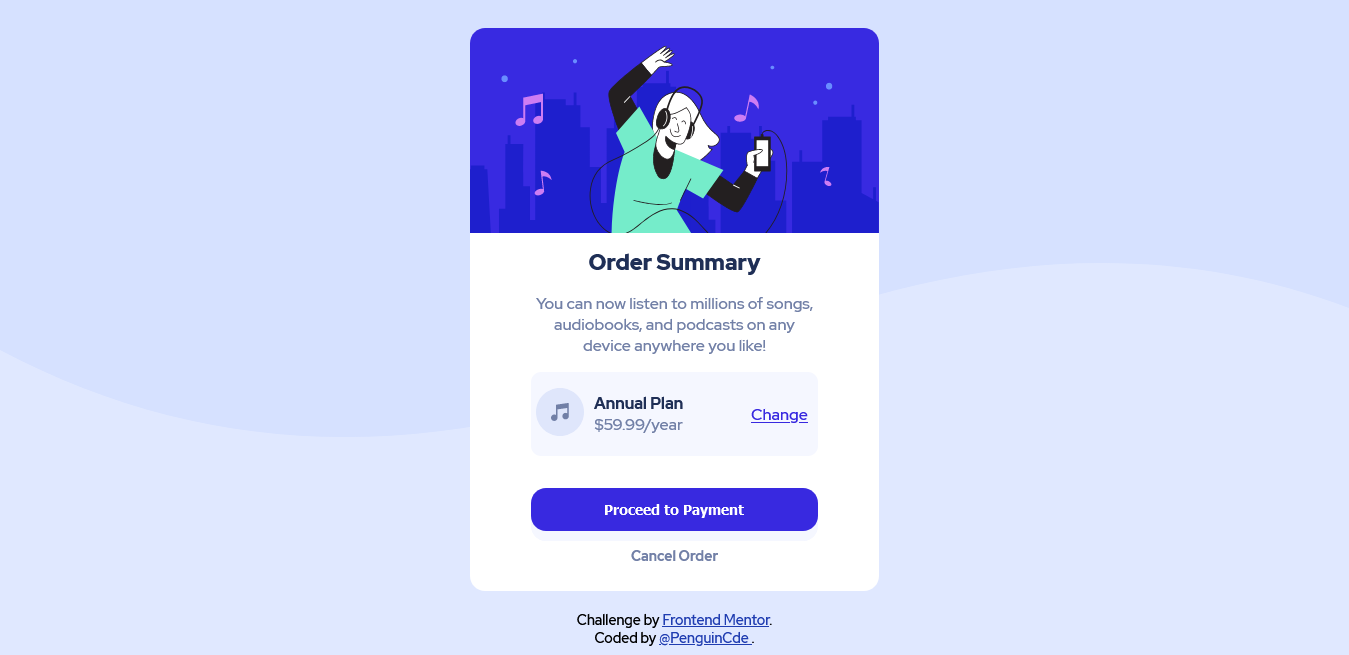 Order Summary
You can now listen to millions of songs,
audiobooks, and podcasts on any
device anywhere you like!
Annual Plan
$59.99/year
Change
Proceed to Payment
Cancel Order
Challenge by Frontend Mentor.
Coded by @PenguinCde .